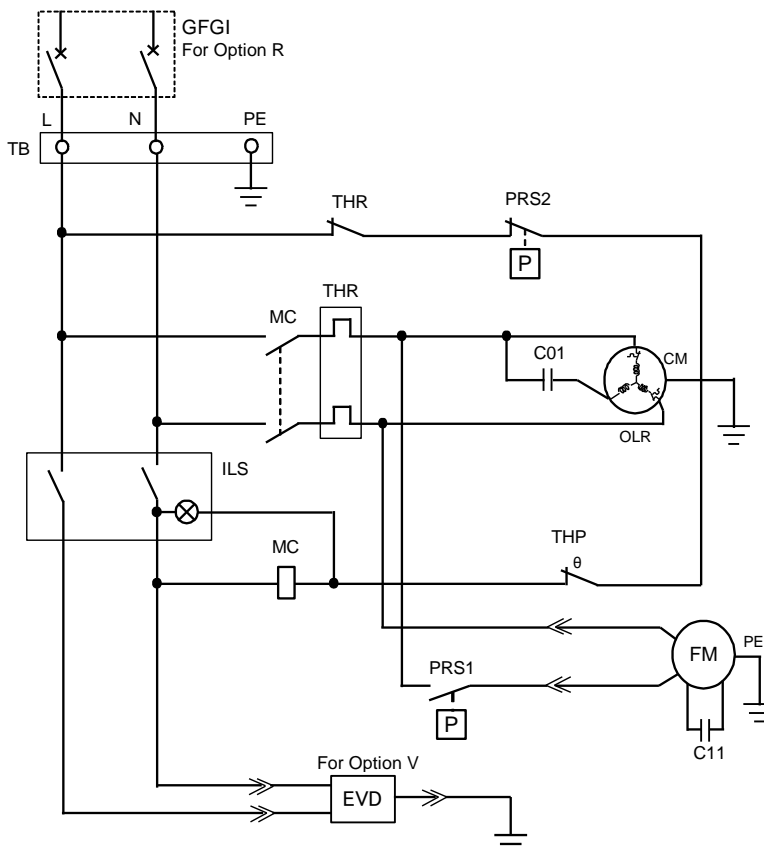 GFGI
For Option R
L
N
PE
TB
THR
PRS2
P
THR
MC
C01
CM
OLR
ILS
MC
THP
θ
FM
PE
PRS1
P
C11
For Option V
EVD